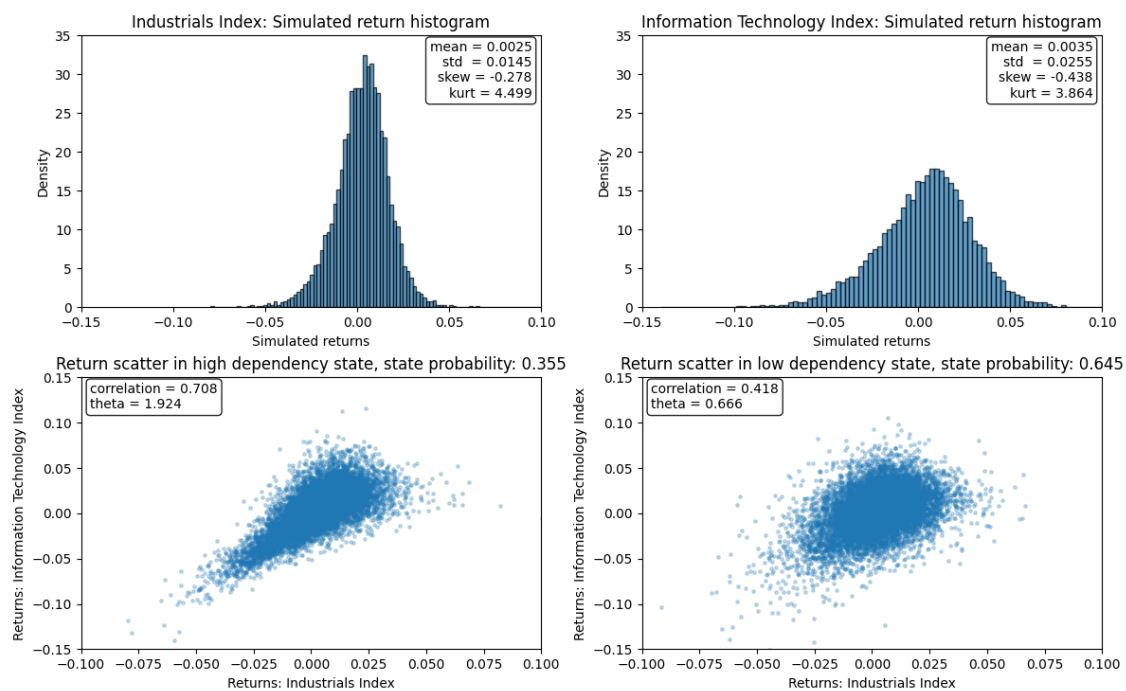 Industrials Index: Simulated return histogram
35
30
25
20
15
10
5
0
Density
mean = 0.0025
std = 0.0145
skew = -0.278
kurt = 4.499
−0.15
−0.10
−0.05
0.00
0.05
0.10
Simulated returns
Information Technology Index: Simulated return histogram
35
30
25
20
15
10
5
0
Density
mean = 0.0035
std = 0.0255
skew = -0.438
kurt = 3.864
−0.15
−0.10
−0.05
0.00
0.05
0.10
Simulated returns
Return scatter in high dependency state, state probability: 0.355
0.15
0.10
0.05
0.00
−0.05
−0.10
−0.15
Returns: Information Technology Index
correlation = 0.708
theta = 1.924
−0.100
−0.075
−0.050
−0.025
0.000
0.025
0.050
0.075
0.100
Returns: Industrials Index
Return scatter in low dependency state, state probability: 0.645
0.15
0.10
0.05
0.00
−0.05
−0.10
−0.15
Returns: Information Technology Index
correlation = 0.418
theta = 0.666
−0.100
−0.075
−0.050
−0.025
0.000
0.025
0.050
0.075
0.100
Returns: Industrials Index